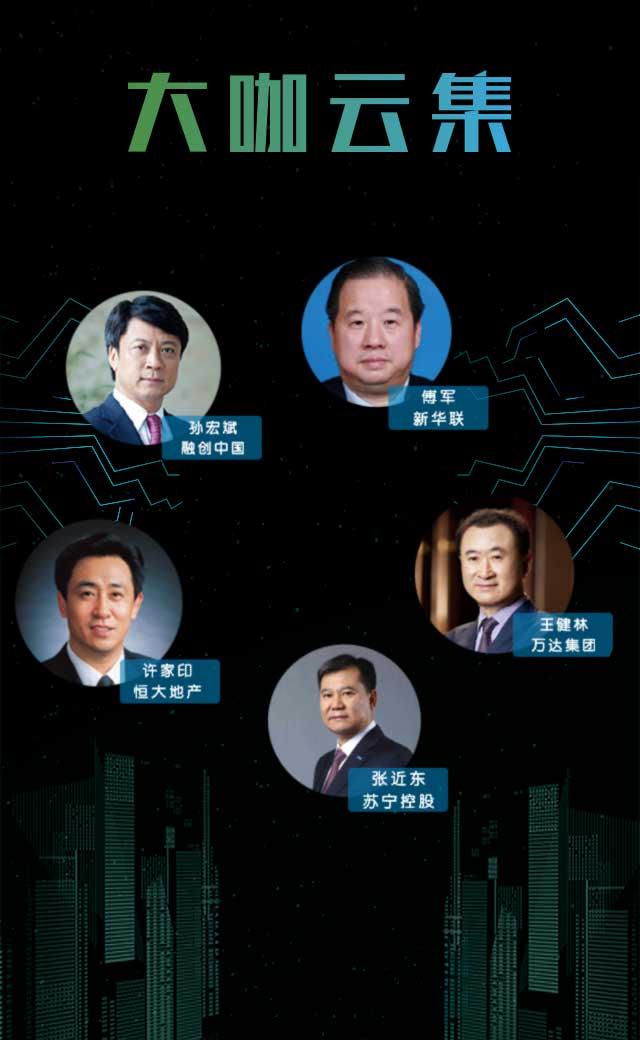 大咖云集
傅军
新华联
孙宏斌
融创中国
王健林
万达集团
许家印
恒大地产
张近东
苏宁控股